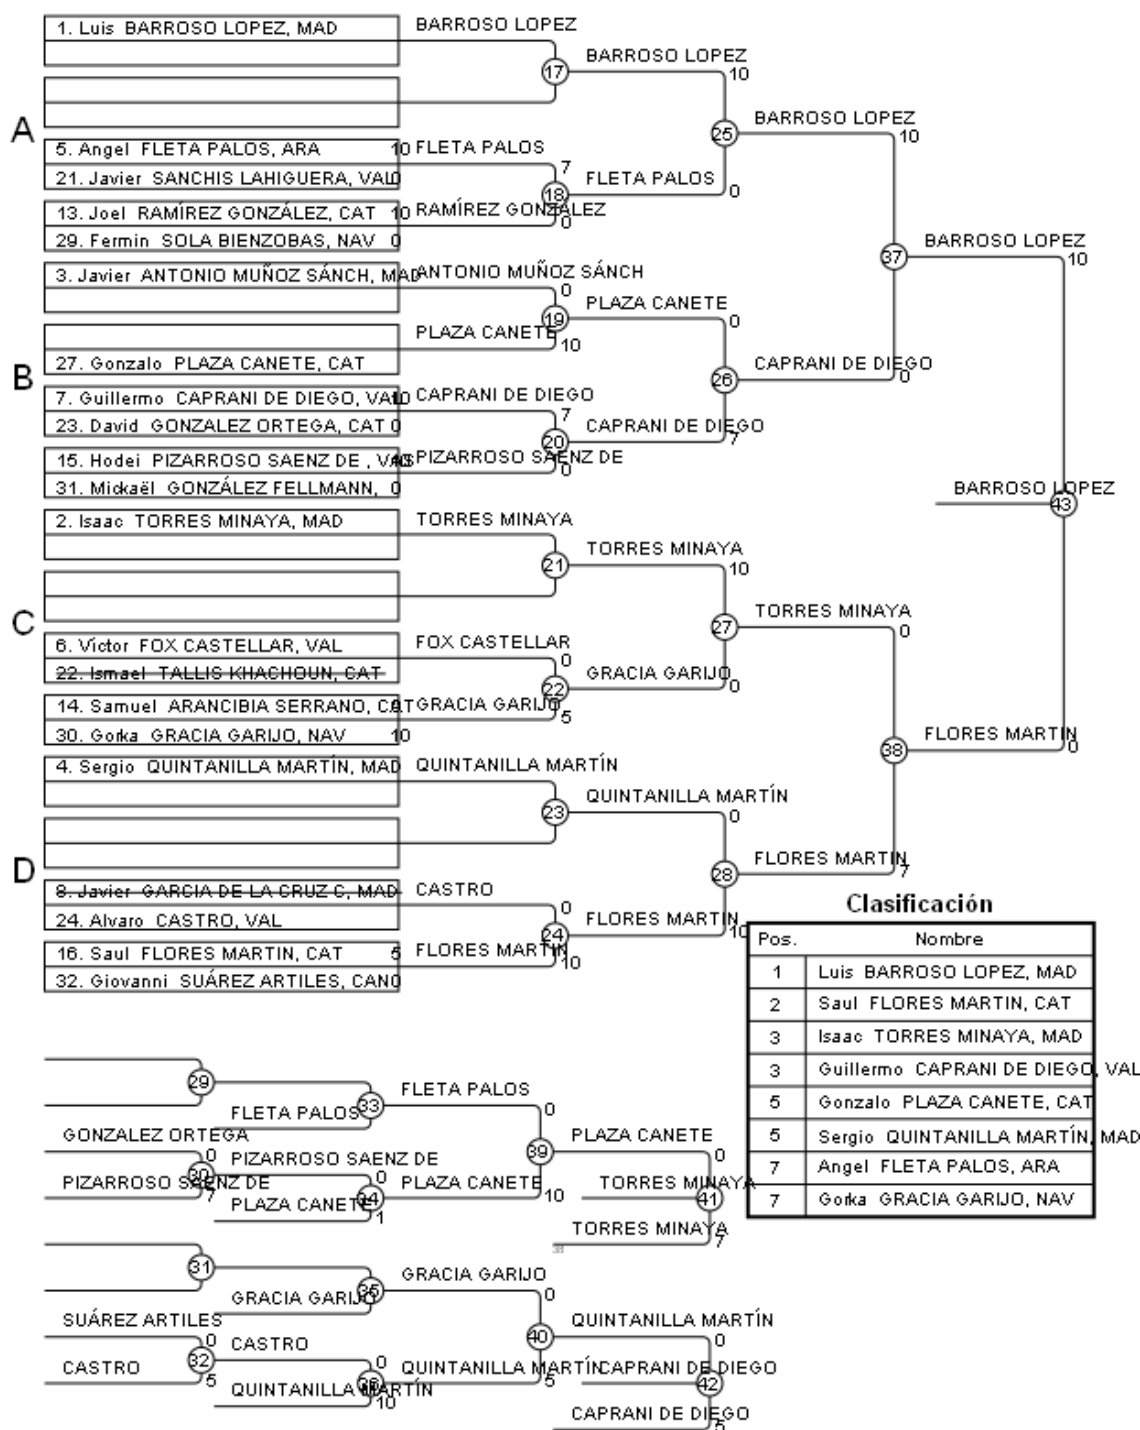 1. Luis BARROSO LOPEZ, MAD
BARROSO LOPEZ
17
BARROSO LOPEZ
10
A
25
BARROSO LOPEZ
10
5. Angel FLETA PALOS, ARA 10
FLETA PALOS
7
21. Javier SANCHIS LAHIGUERA, VAL 0
18
FLETA PALOS
0
13. Joel RAMÍREZ GONZÁLEZ, CAT 10
RAMÍREZ GONZÁLEZ
0
29. Fermin SOLA BIENZOBAS, NAV 0
37
BARROSO LOPEZ
10
3. Javier ANTONIO MUÑOZ SÁNCH, MAD
ANTONIO MUÑOZ SÁNCH
0
19
PLAZA CANETE
0
PLAZA CANETE
10
27. Gonzalo PLAZA CANETE, CAT
B
26
CAPRANI DE DIEGO
0
7. Guillermo CAPRANI DE DIEGO, VAL 10
CAPRANI DE DIEGO
7
23. David GONZALEZ ORTEGA, CAT 0
20
CAPRANI DE DIEGO
7
15. Hodei PIZARROSO SAENZ DE , VAS
PIZARROSO SAENZ DE
0
31. Mickaël GONZÁLEZ FELLMANN, 0
BARROSO LOPEZ
43
2. Isaac TORRES MINAYA, MAD
TORRES MINAYA
21
TORRES MINAYA
10
C
27
TORRES MINAYA
0
6. Víctor FOX CASTELLAR, VAL
FOX CASTELLAR
0
22. Ismael TALLIS KHACHOUN, CAT
22
GRACIA GARIJO
0
14. Samuel ARANCIBIA SERRANO, CAT
GRACIA GARIJO
5
30. Gorka GRACIA GARIJO, NAV 10
38
FLORES MARTIN
0
4. Sergio QUINTANILLA MARTÍN, MAD
QUINTANILLA MARTÍN
23
QUINTANILLA MARTÍN
0
D
28
FLORES MARTIN
7
8. Javier GARCIA DE LA CRUZ C, MAD
CASTRO
0
24. Alvaro CASTRO, VAL
24
FLORES MARTIN
10
16. Saul FLORES MARTIN, CAT 5
FLORES MARTIN
10
32. Giovanni SUÁREZ ARTILES, CAN 0
Clasificación
Pos. Nombre
1 Luis BARROSO LOPEZ, MAD
2 Saul FLORES MARTIN, CAT
3 Isaac TORRES MINAYA, MAD
3 Guillermo CAPRANI DE DIEGO, VAL
5 Gonzalo PLAZA CANETE, CAT
5 Sergio QUINTANILLA MARTÍN, MAD
7 Angel FLETA PALOS, ARA
7 Gorka GRACIA GARIJO, NAV
29
FLETA PALOS
33
FLETA PALOS
0
GONZALEZ ORTEGA
0
30
PIZARROSO SAENZ DE
0
39
PLAZA CANETE
0
PIZARROSO SAENZ DE
7
PLAZA CANETE
1
34
PLAZA CANETE
10
TORRES MINAYA
41
TORRES MINAYA
7
31
GRACIA GARIJO
35
GRACIA GARIJO
0
SUÁREZ ARTILES
0
32
CASTRO
0
40
QUINTANILLA MARTÍN
0
CASTRO
5
QUINTANILLA MARTÍN
10
36
QUINTANILLA MARTÍN
5
CAPRANI DE DIEGO
42
CAPRANI DE DIEGO
5